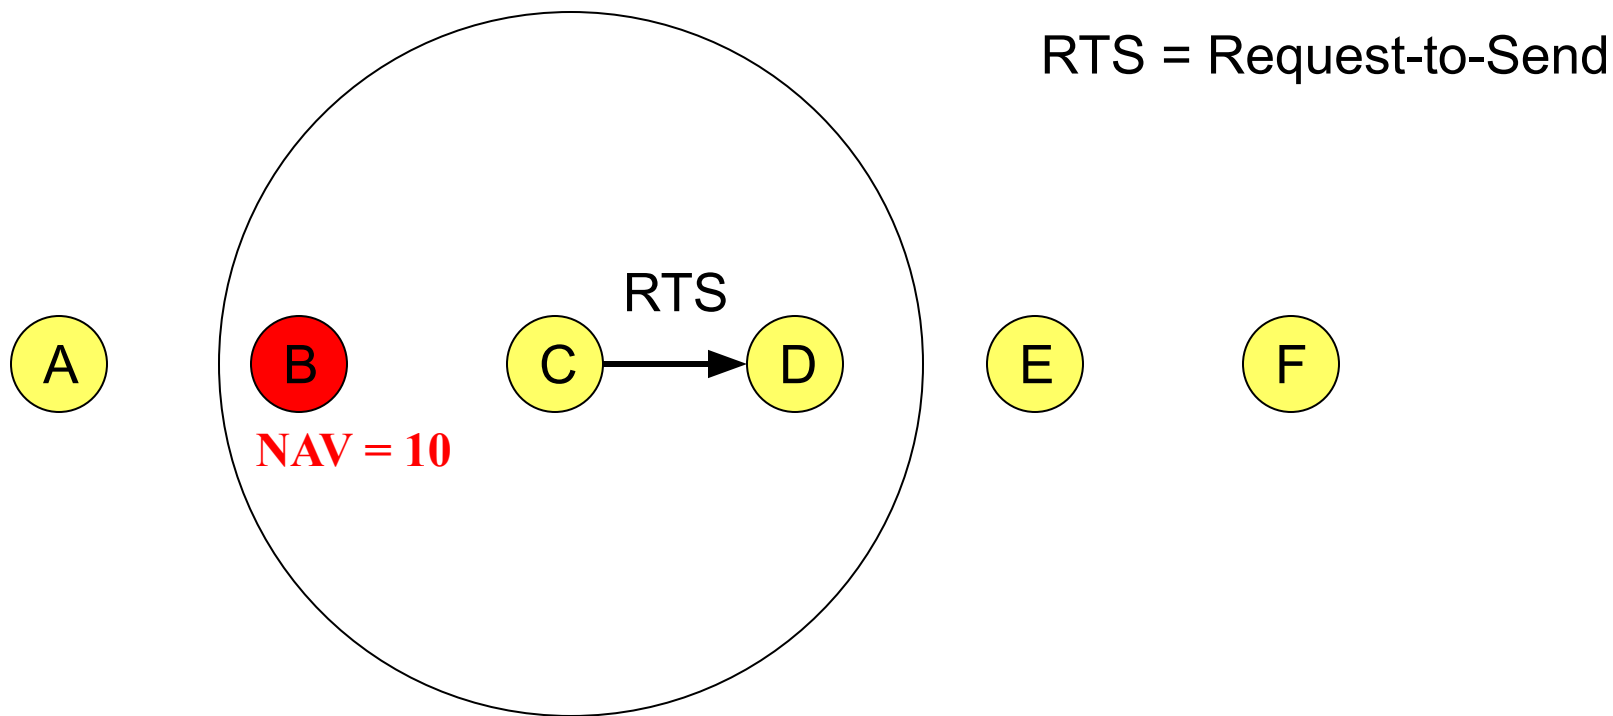 RTS = Request-to-Send
RTS
A
B
C
D
E
F
NAV = 10